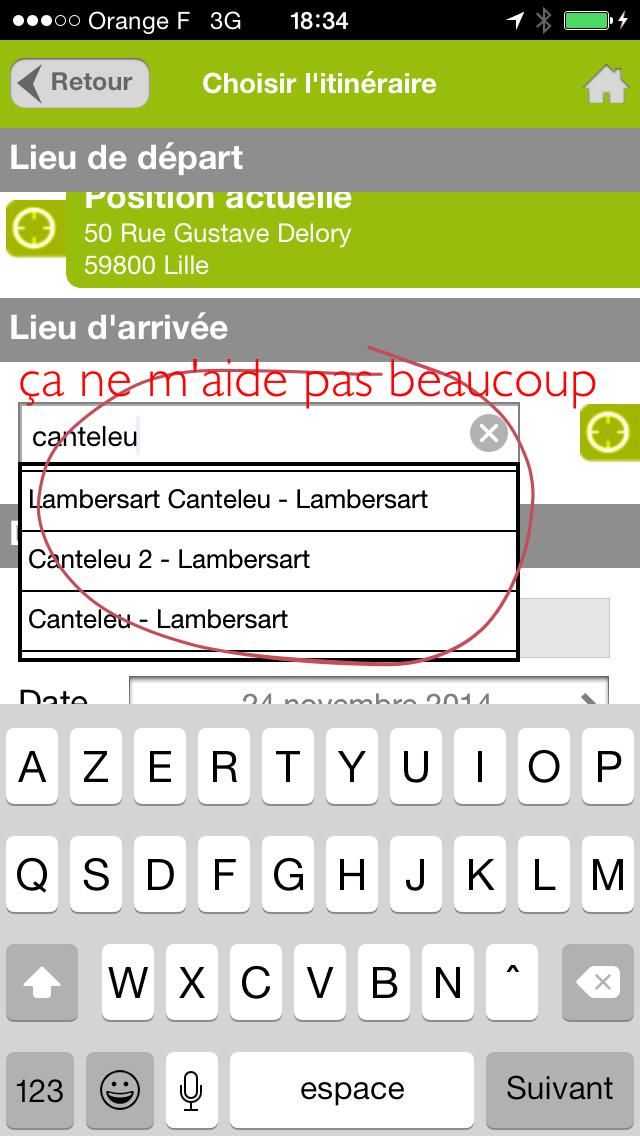 Orange F 3G 18:34
Retour Choisir l'itinéraire
Lieu de départ
Position actuelle
50 Rue Gustave Delory
59800 Lille
Lieu d'arrivée
ça ne m'aide pas beaucoup
canteleu
Lambersart Canteleu - Lambersart
Canteleu 2 - Lambersart
Canteleu - Lambersart
Date 24 novembre 2014
A Z E R T Y U I O P
Q S D F G H J K L M
W X C V B N ^
123 espace Suivant